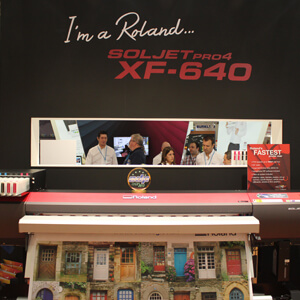 I'm a Roland...
SOLJET PRO4
XF-640
FASTEST
Roland